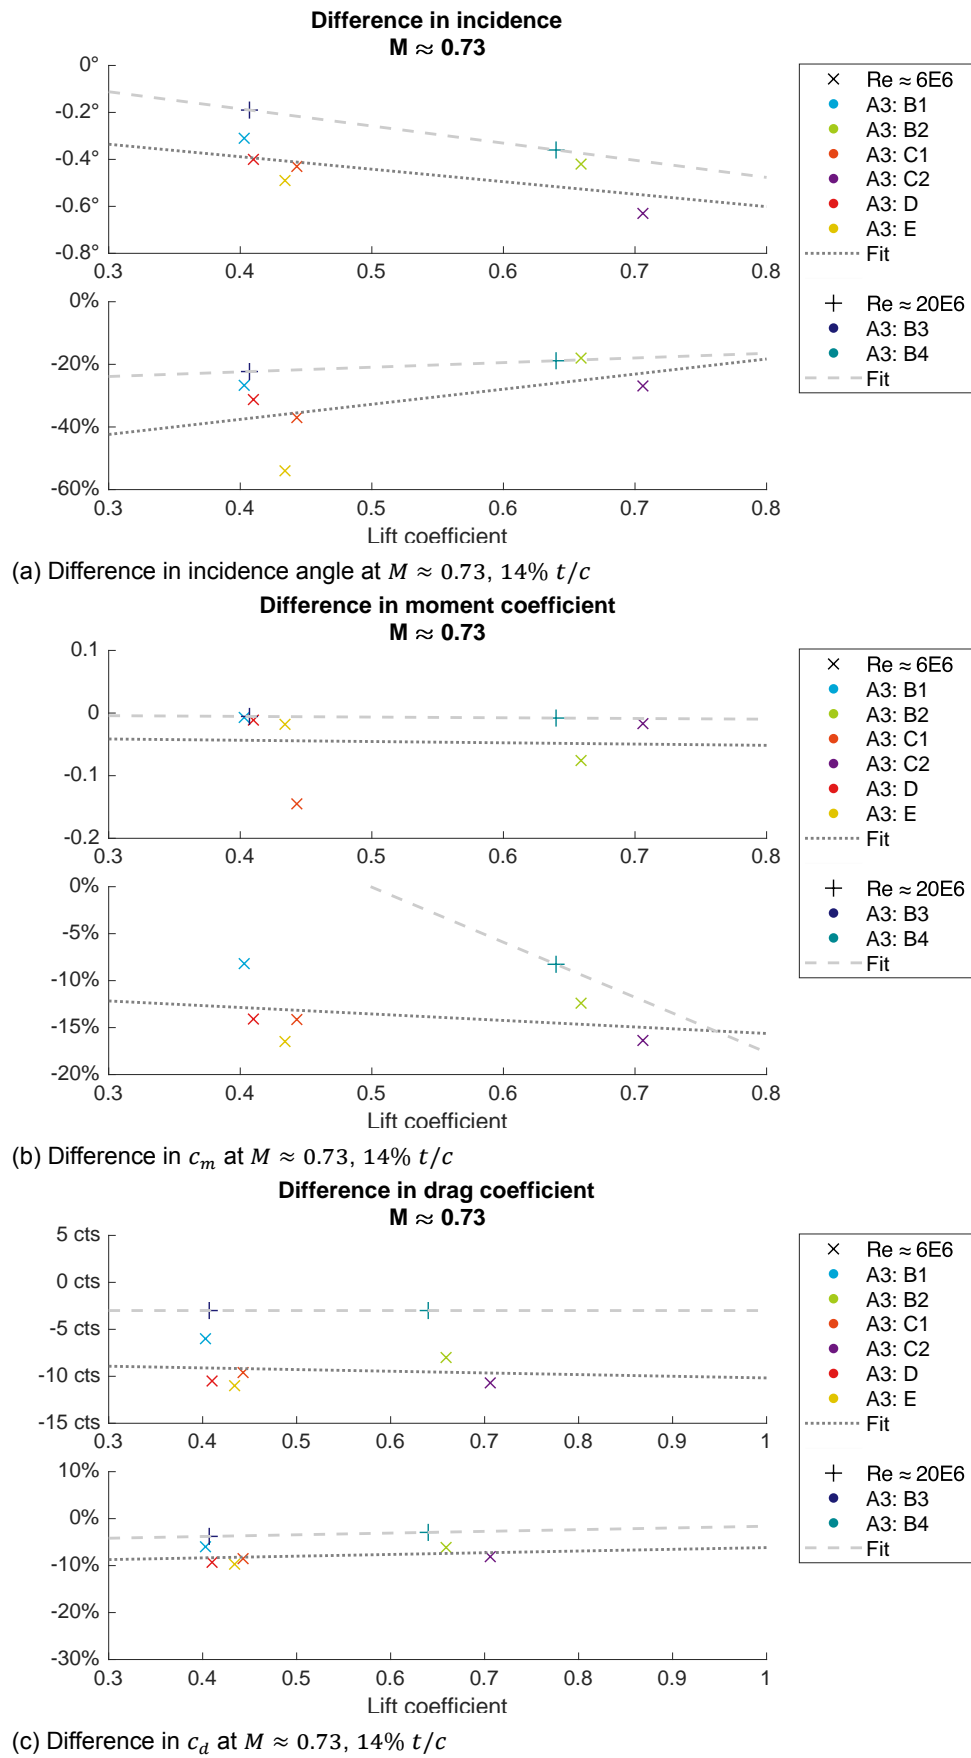 Difference in incidence
M ≈ 0.73
0°
-0.2°
-0.4°
-0.6°
-0.8°
0.3 0.4 0.5 0.6 0.7 0.8
0%
-20%
-40%
-60%
0.3 0.4 0.5 0.6 0.7 0.8
Lift coefficient
Re ≈ 6E6
A3: B1
A3: B2
A3: C1
A3: C2
A3: D
A3: E
Fit
Re ≈ 20E6
A3: B3
A3: B4
Fit
(a) Difference in incidence angle at M ≈ 0.73, 14% t/c
Difference in moment coefficient
M ≈ 0.73
0.1
0
-0.1
-0.2
0.3 0.4 0.5 0.6 0.7 0.8
0%
-5%
-10%
-15%
-20%
0.3 0.4 0.5 0.6 0.7 0.8
Lift coefficient
Re ≈ 6E6
A3: B1
A3: B2
A3: C1
A3: C2
A3: D
A3: E
Fit
Re ≈ 20E6
A3: B3
A3: B4
Fit
(b) Difference in c_m at M ≈ 0.73, 14% t/c
Difference in drag coefficient
M ≈ 0.73
5 cts
0 cts
-5 cts
-10 cts
-15 cts
0.3 0.4 0.5 0.6 0.7 0.8 0.9 1
10%
0%
-10%
-20%
-30%
0.3 0.4 0.5 0.6 0.7 0.8 0.9 1
Lift coefficient
Re ≈ 6E6
A3: B1
A3: B2
A3: C1
A3: C2
A3: D
A3: E
Fit
Re ≈ 20E6
A3: B3
A3: B4
Fit
(c) Difference in c_d at M ≈ 0.73, 14% t/c